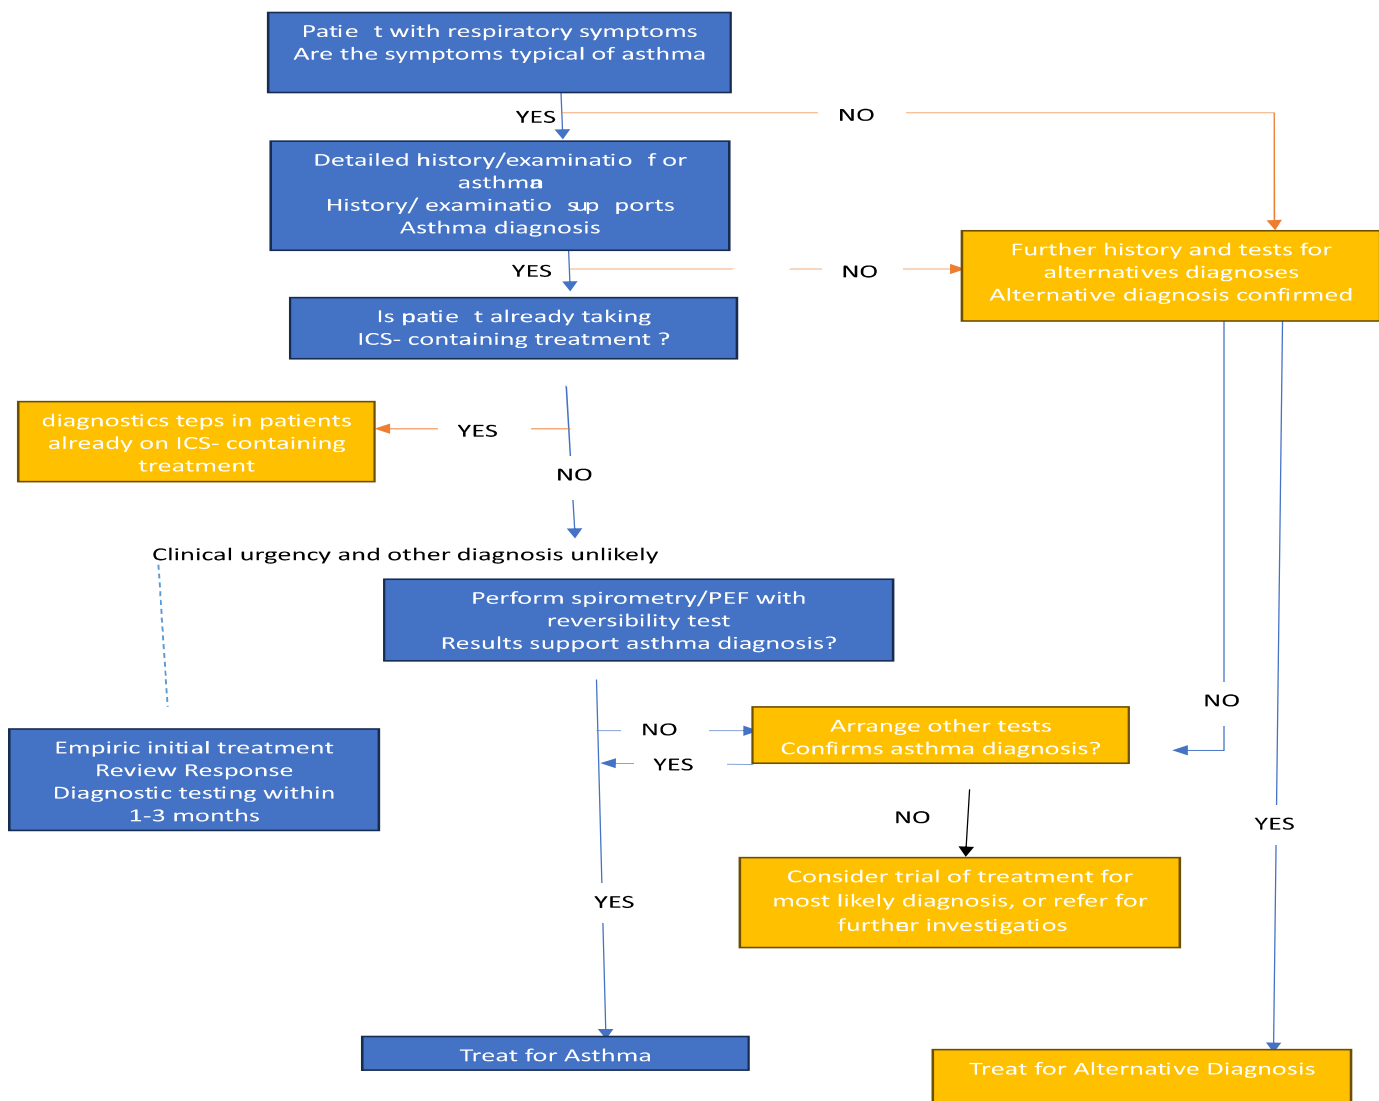 Patie t with respiratory symptoms
Are the symptoms typical of asthma
YES
NO
Detailed history/examinatio f or
asthma
History/ examinatio sup ports
Asthma diagnosis
YES
NO
Further history and tests for
alternatives diagnoses
Alternative diagnosis confirmed
Is patie t already taking
ICS- containing treatment ?
diagnostics teps in patients
already on ICS- containing
treatment
YES
NO
Clinical urgency and other diagnosis unlikely
Perform spirometry/PEF with
reversibility test
Results support asthma diagnosis?
NO
Empiric initial treatment
Review Response
Diagnostic testing within
1-3 months
NO
YES
Arrange other tests
Confirms asthma diagnosis?
NO
YES
Consider trial of treatment for
most likely diagnosis, or refer for
further investigatios
YES
Treat for Asthma
Treat for Alternative Diagnosis